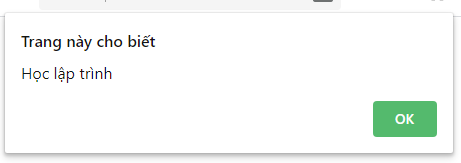 Trang này cho biết
Học lập trình
OK